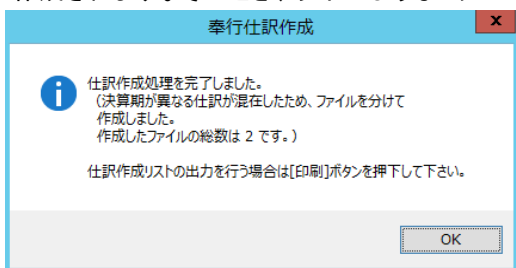 奉行仕訳作成
x
仕訳作成処理を完了しました。
(決算期が異なる仕訳が混在したため、ファイルを分けて
作成しました。
作成したファイルの総数は 2 です。)
仕訳作成リストの出力を行う場合は[印刷]ボタンを押下して下さい。
OK